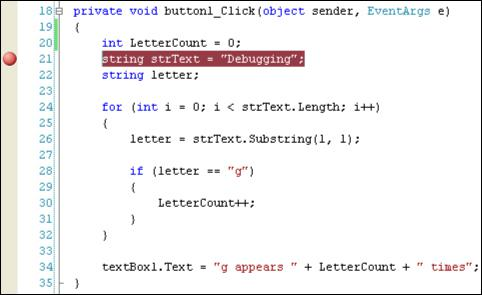 18 private void button1_Click(object sender, EventArgs e)
19 {
20 int LetterCount = 0;
21 string strText = "Debugging";
22 string letter;
23
24 for (int i = 0; i < strText.Length; i++)
25 {
26 letter = strText.Substring(1, 1);
27
28 if (letter == "g")
29 {
30 LetterCount++;
31 }
32 }
33
34 textBox1.Text = "g appears " + LetterCount + " times";
35 }